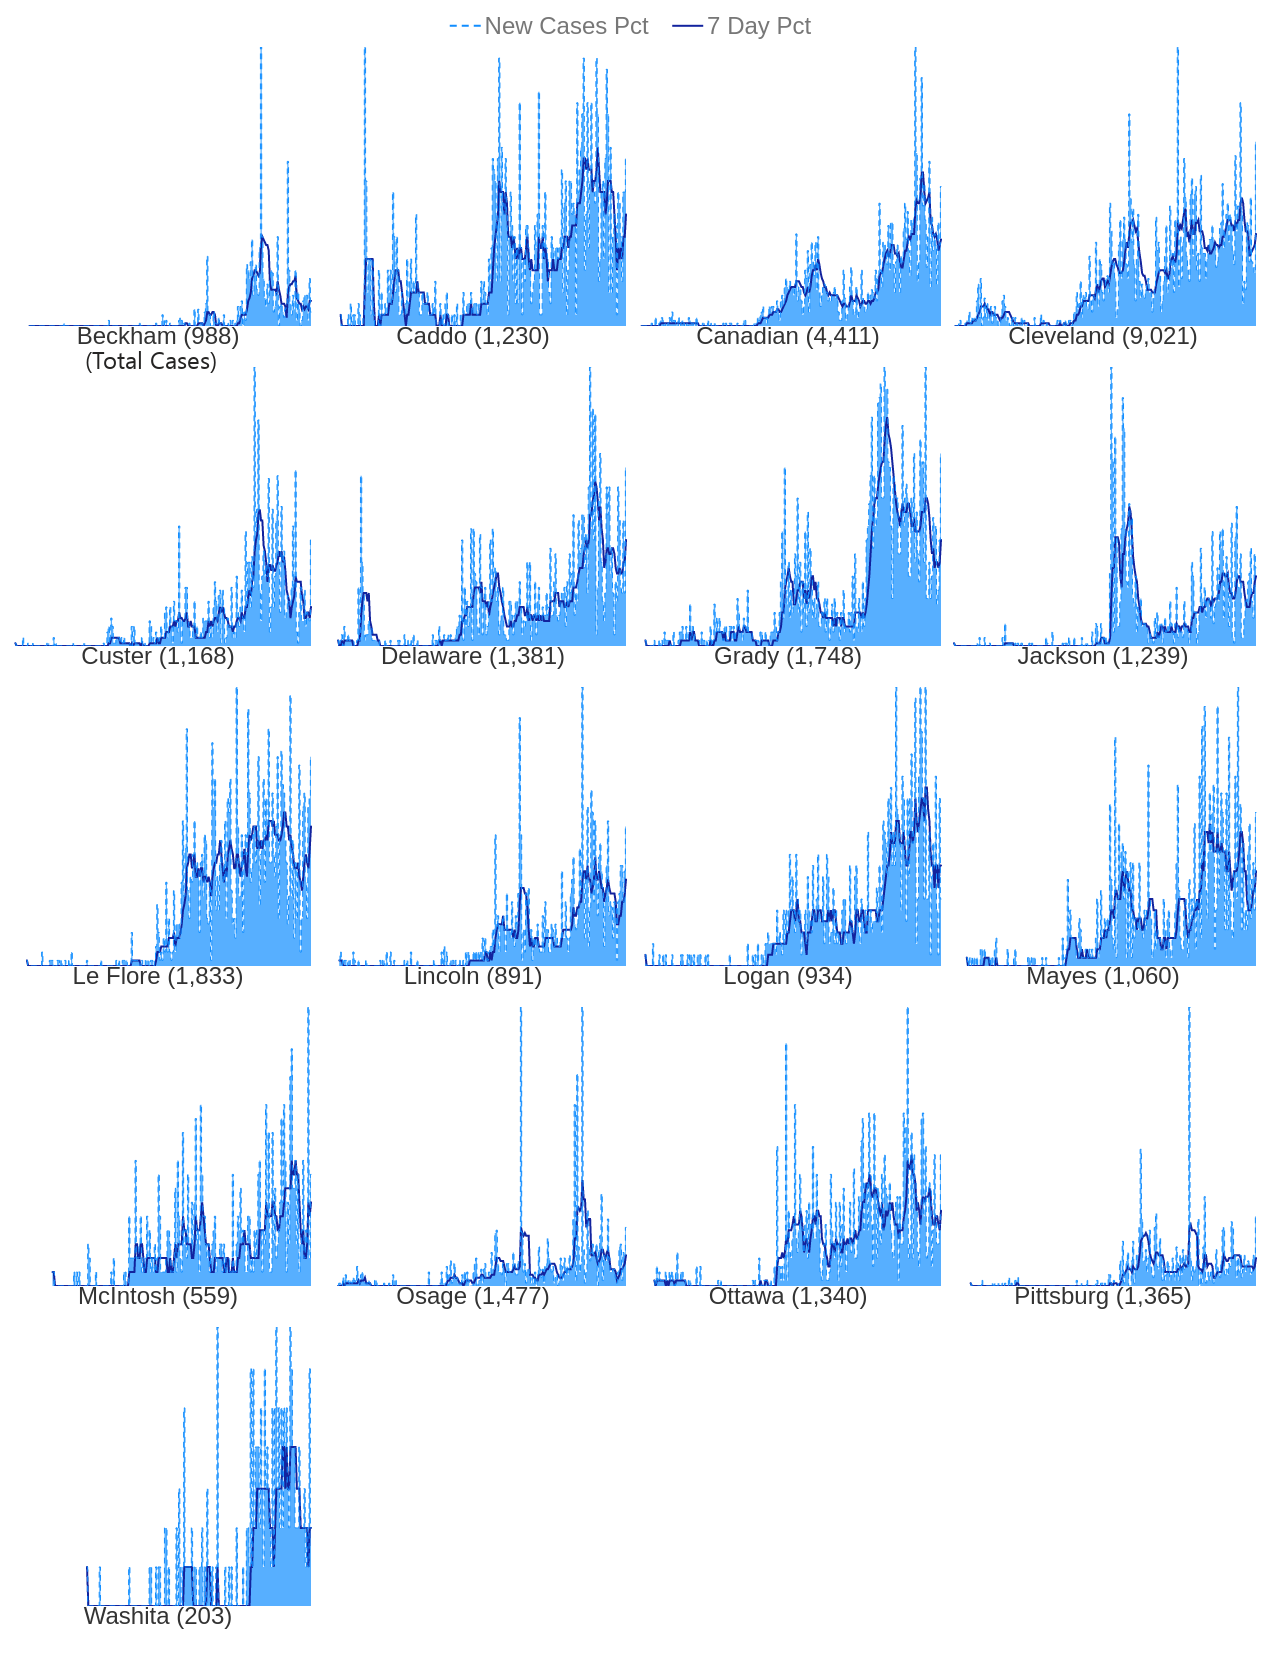 New Cases Pct 7 Day Pct
Beckham (988) Caddo (1,230) Canadian (4,411) Cleveland (9,021)
(Total Cases)
Custer (1,168) Delaware (1,381) Grady (1,748) Jackson (1,239)
Le Flore (1,833) Lincoln (891) Logan (934) Mayes (1,060)
McIntosh (559) Osage (1,477) Ottawa (1,340) Pittsburg (1,365)
Washita (203)